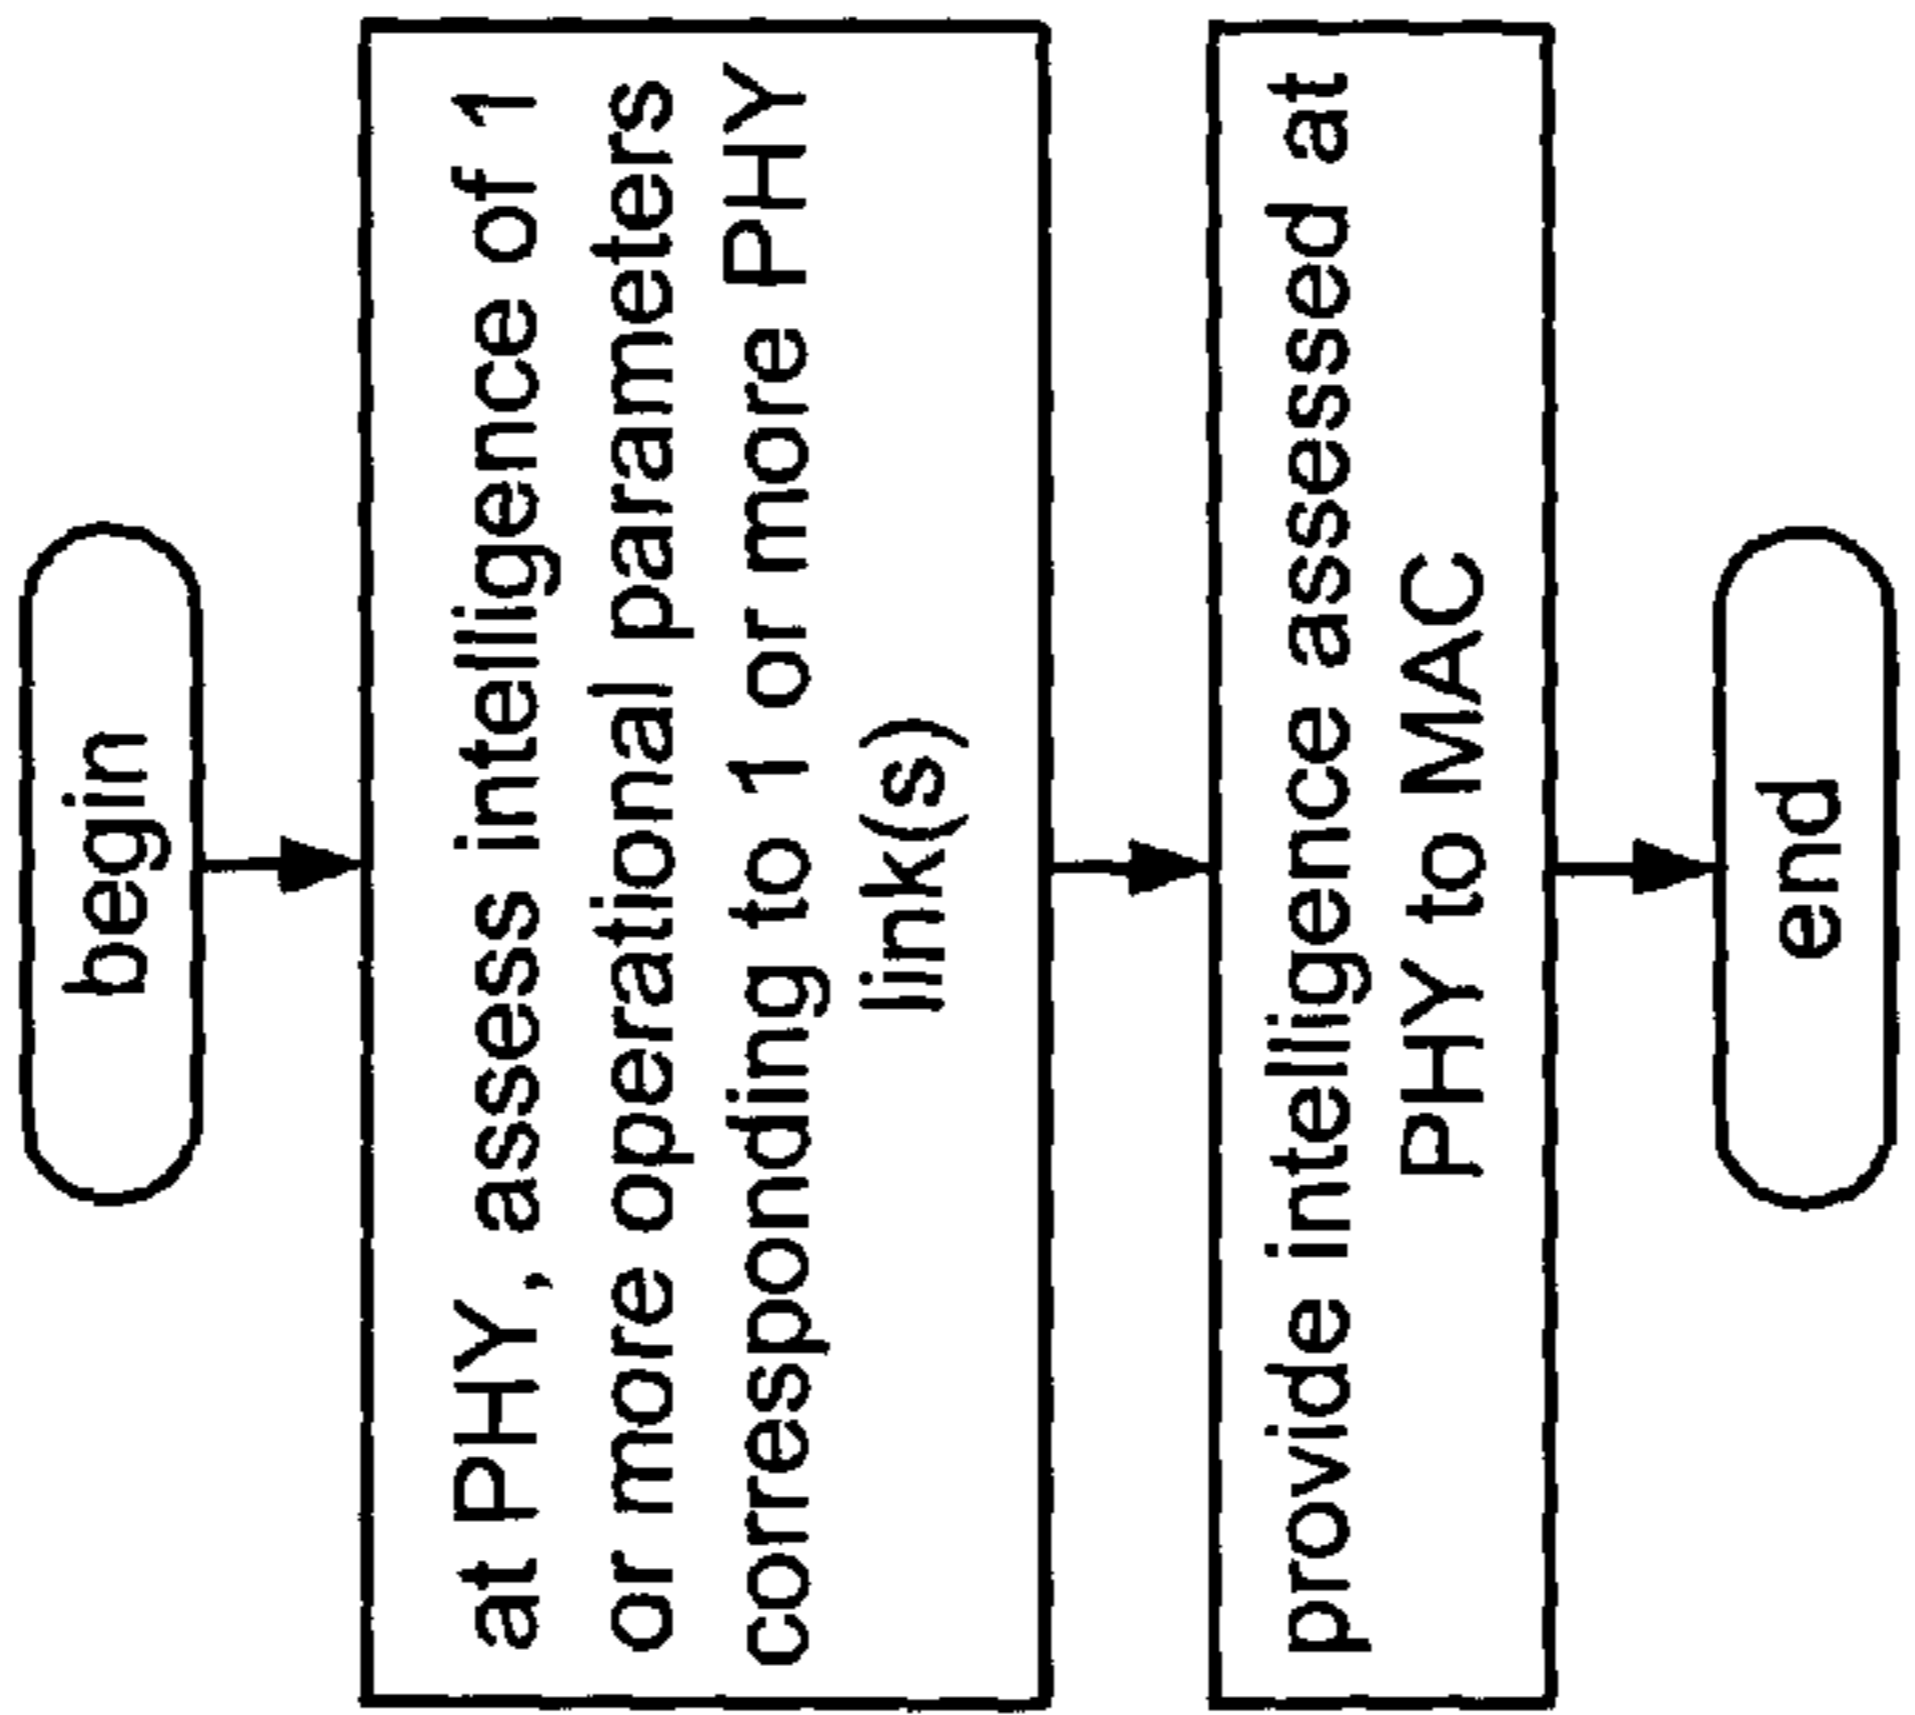 begin
at PHY, assess intelligence of 1
or more operational parameters
corresponding to 1 or more PHY
link(s)
provide intelligence assessed at
PHY to MAC
end